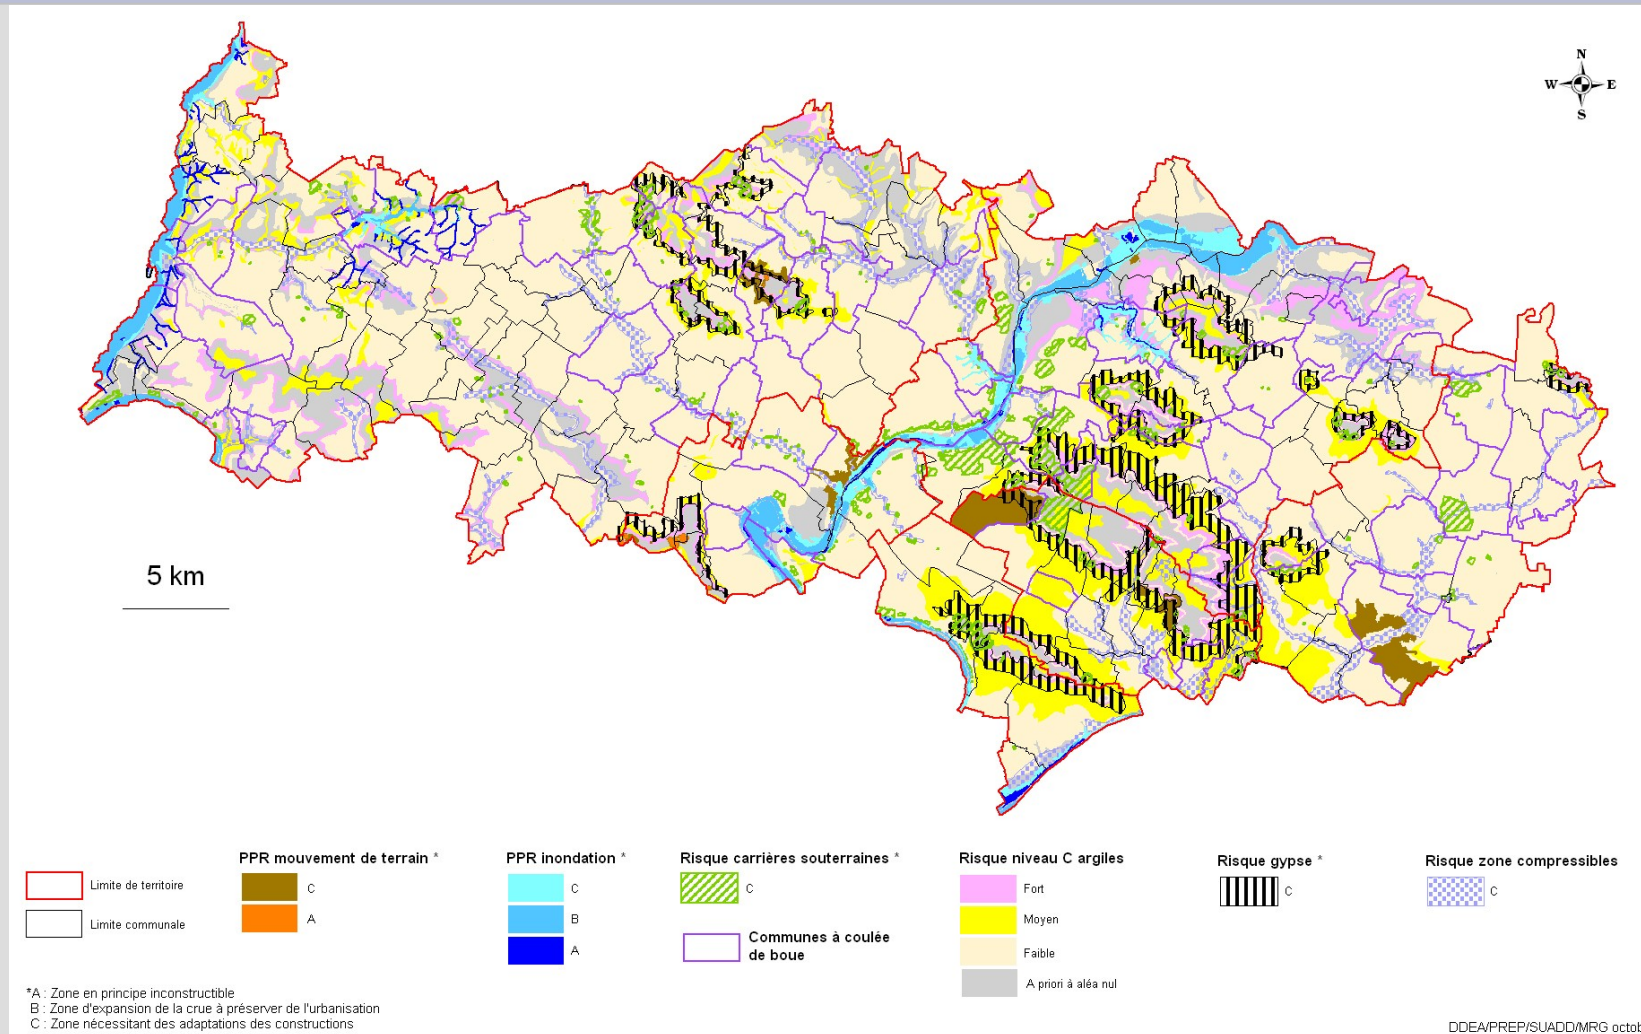 N
W E
S
5 km
Limite de territoire
Limite communale
PPR mouvement de terrain *
C
A
PPR inondation *
C
B
A
Risque carrières souterraines *
C
Communes à coulée
de boue
Risque niveau C argiles
Fort
Moyen
Faible
A priori à aléa nul
Risque gypse *
C
Risque zone compressibles
C
*A : Zone en principe inconstructible
B : Zone d'expansion de la crue à préserver de l'urbanisation
C : Zone nécessitant des adaptations des constructions
DDEA/PREP/SUADD/MRG octob